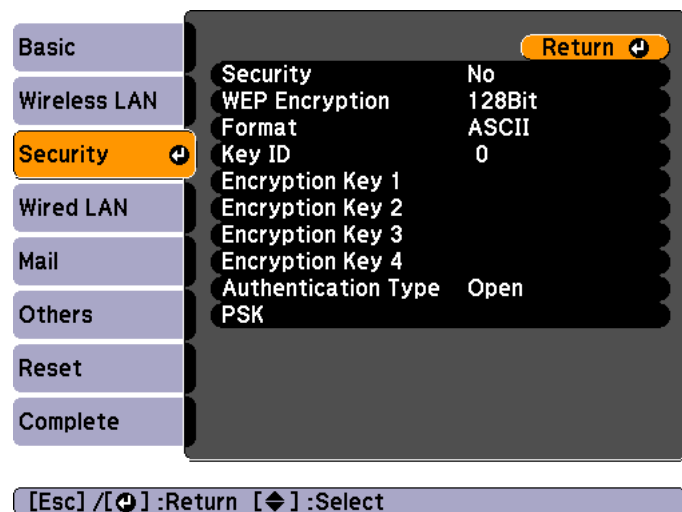 Basic
Wireless LAN
Security
Wired LAN
Mail
Others
Reset
Complete
Return
Security No
WEP Encryption 128Bit
Format ASCII
Key ID 0
Encryption Key 1
Encryption Key 2
Encryption Key 3
Encryption Key 4
Authentication Type Open
PSK
[Esc] /[ ] :Return [ ] :Select